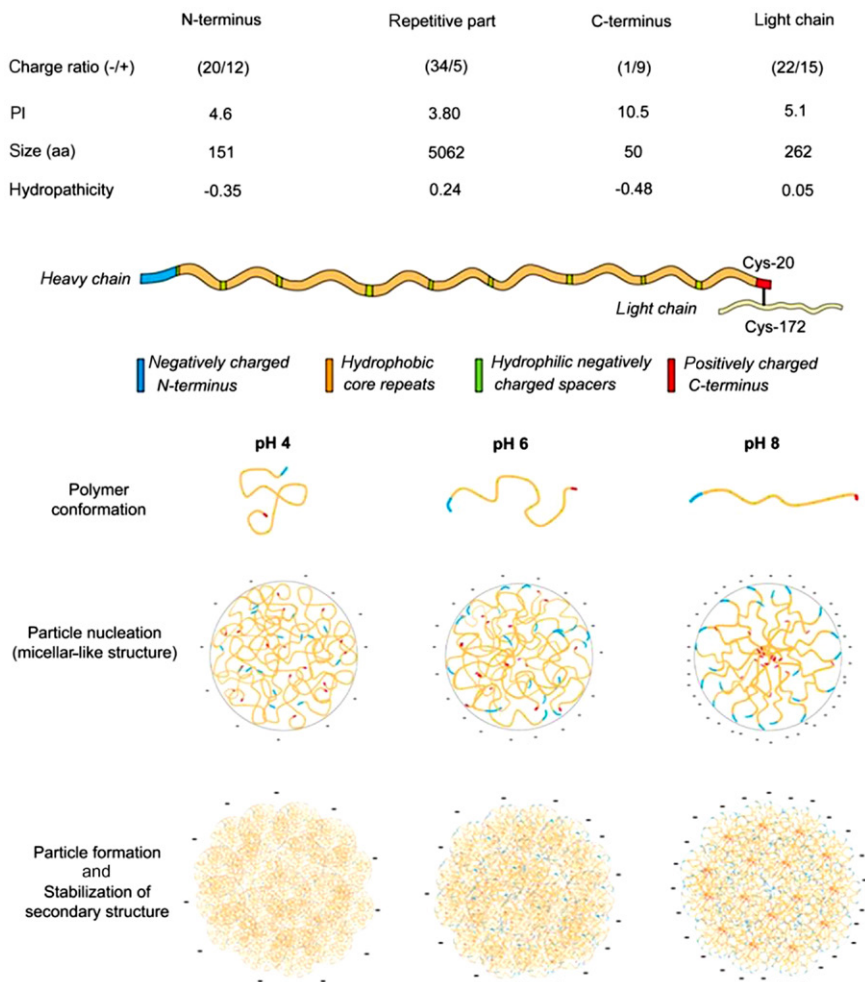 N-terminus Repetitive part C-terminus Light chain
Charge ratio (-/+) (20/12) (34/5) (1/9) (22/15)
PI 4.6 3.80 10.5 5.1
Size (aa) 151 5062 50 262
Hydropathicity -0.35 0.24 -0.48 0.05
Cys-20
Heavy chain
Light chain
Cys-172
Negatively charged N-terminus
Hydrophobic core repeats
Hydrophilic negatively charged spacers
Positively charged C-terminus
pH 4 pH 6 pH 8
Polymer
conformation
Particle nucleation
(micellar-like structure)
Particle formation
and
Stabilization of
secondary structure